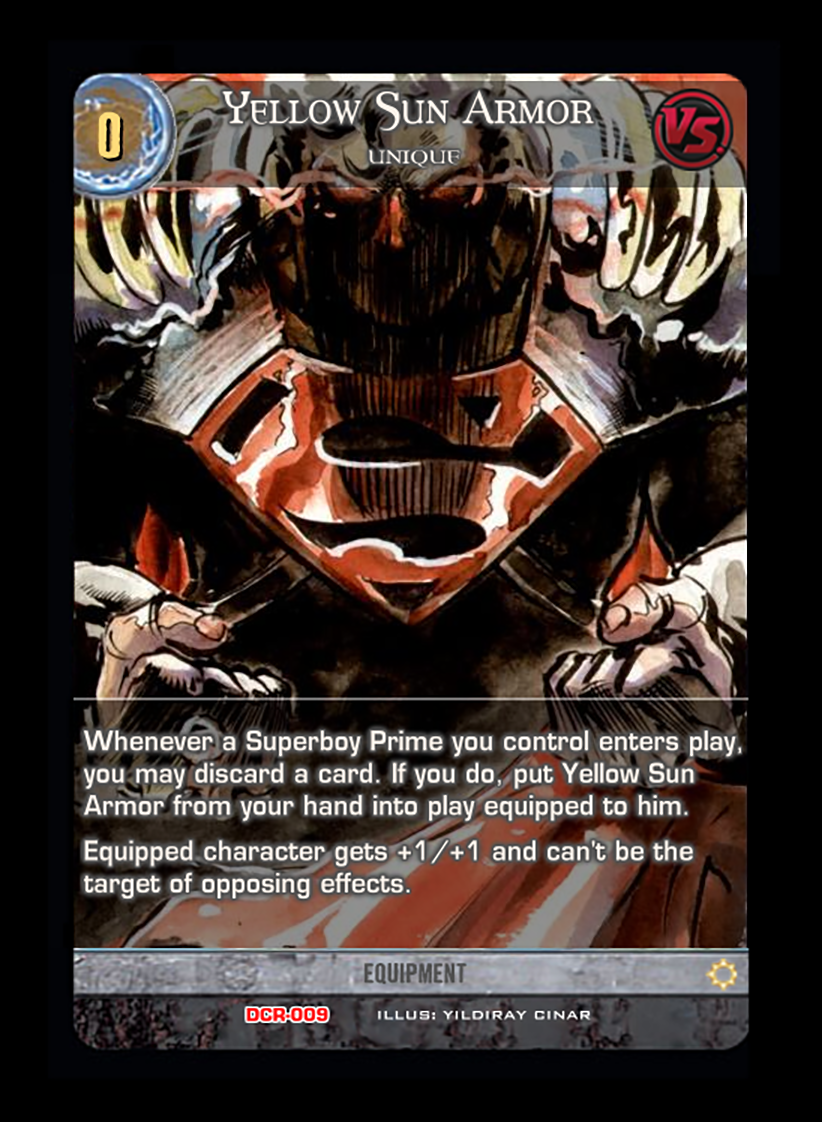 0
Yellow Sun Armor
VS.
UNIQUE
Whenever a Superboy Prime you control enters play,
you may discard a card. If you do, put Yellow Sun
Armor from your hand into play equipped to him.
Equipped character gets +1/+1 and can't be the
target of opposing effects.
EQUIPMENT
DCR-009
ILLUS: YILDIRAY CINAR